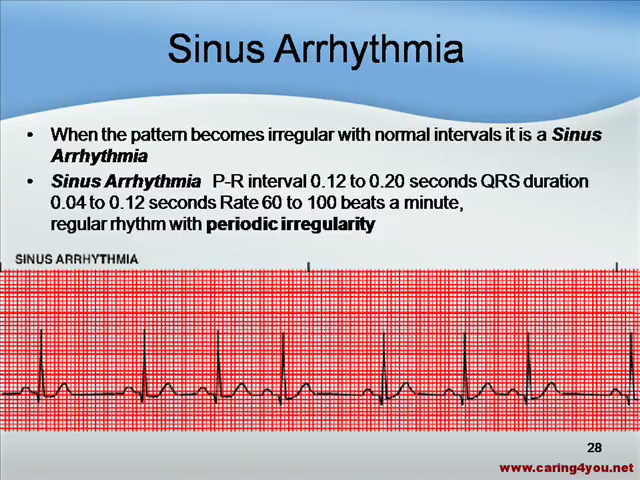 Sinus Arrhythmia
• When the pattern becomes irregular with normal intervals it is a Sinus
Arrhythmia
• Sinus Arrhythmia P-R interval 0.12 to 0.20 seconds QRS duration
0.04 to 0.12 seconds Rate 60 to 100 beats a minute,
regular rhythm with periodic irregularity
SINUS ARRHYTHMIA
28
www.caring4you.net